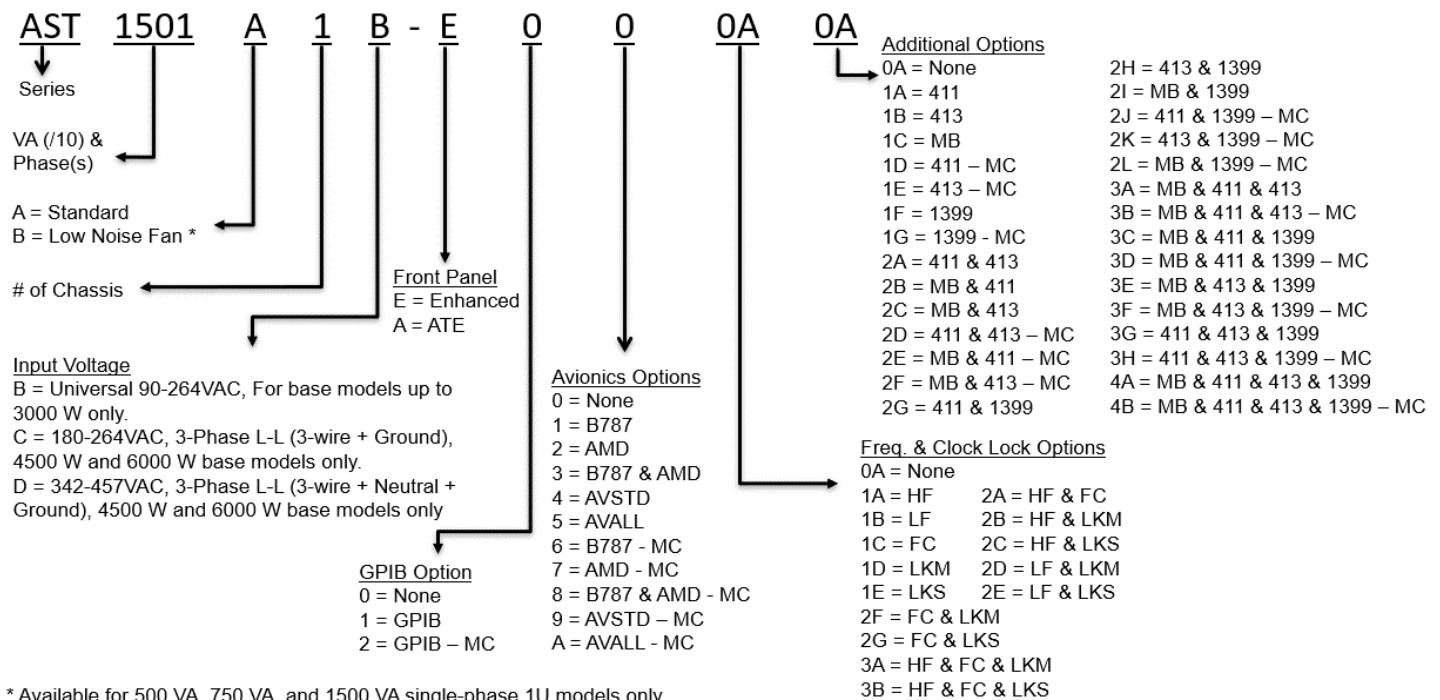 AST 1501 A 1 B - E 0 0 0A 0A
Series
VA (/10) &
Phase(s)
A = Standard
B = Low Noise Fan *
# of Chassis
Input Voltage
B = Universal 90-264VAC, For base models up to
3000 W only.
C = 180-264VAC, 3-Phase L-L (3-wire + Ground),
4500 W and 6000 W base models only.
D = 342-457VAC, 3-Phase L-L (3-wire + Neutral +
Ground), 4500 W and 6000 W base models only
Front Panel
E = Enhanced
A = ATE
GPIB Option
0 = None
1 = GPIB
2 = GPIB – MC
Avionics Options
0 = None
1 = B787
2 = AMD
3 = B787 & AMD
4 = AVSTD
5 = AVALL
6 = B787 - MC
7 = AMD - MC
8 = B787 & AMD - MC
9 = AVSTD – MC
A = AVALL - MC
Additional Options
0A = None
1A = 411
1B = 413
1C = MB
1D = 411 – MC
1E = 413 – MC
1F = 1399
1G = 1399 - MC
2A = 411 & 413
2B = MB & 411
2C = MB & 413
2D = 411 & 413 – MC
2E = MB & 411 – MC
2F = MB & 413 – MC
2G = 411 & 1399
2H = 413 & 1399
2I = MB & 1399
2J = 411 & 1399 – MC
2K = 413 & 1399 – MC
2L = MB & 1399 – MC
3A = MB & 411 & 413
3B = MB & 411 & 413 – MC
3C = MB & 411 & 1399
3D = MB & 411 & 1399 – MC
3E = MB & 413 & 1399
3F = MB & 413 & 1399 – MC
3G = 411 & 413 & 1399
3H = 411 & 413 & 1399 – MC
4A = MB & 411 & 413 & 1399
4B = MB & 411 & 413 & 1399 – MC
Freq. & Clock Lock Options
0A = None
1A = HF 2A = HF & FC
1B = LF 2B = HF & LKM
1C = FC 2C = HF & LKS
1D = LKM 2D = LF & LKM
1E = LKS 2E = LF & LKS
2F = FC & LKM
2G = FC & LKS
3A = HF & FC & LKM
3B = HF & FC & LKS
* Available for 500 VA, 750 VA, and 1500 VA single-phase 1U models only